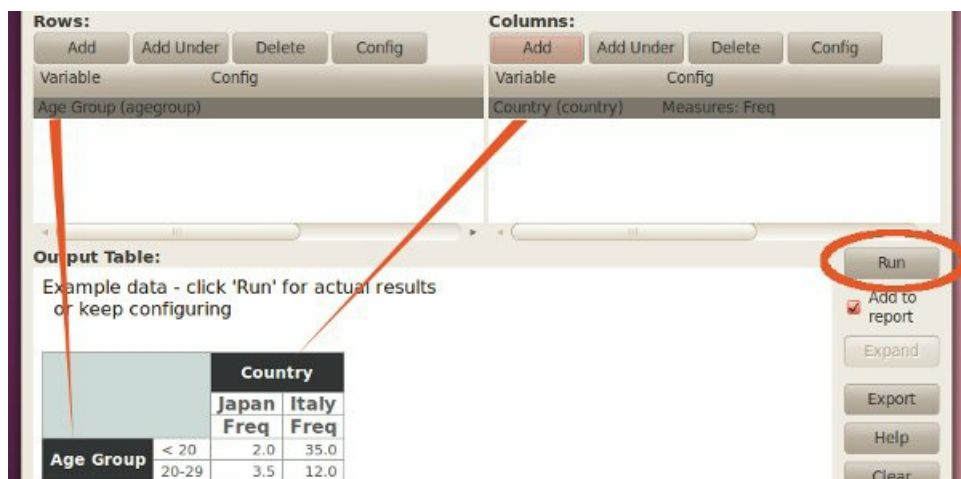 Rows:
Columns:
Add Add Under Delete Config
Add Add Under Delete Config
Variable Config
Variable Config
Age Group (agegroup)
Country (country) Measures: Freq
Output Table:
Example data - click 'Run' for actual results
or keep configuring
Country
Japan Italy
Freq Freq
Age Group
< 20 2.0 35.0
20-29 3.5 12.0
Run
Add to
report
Expand
Export
Help
Clear